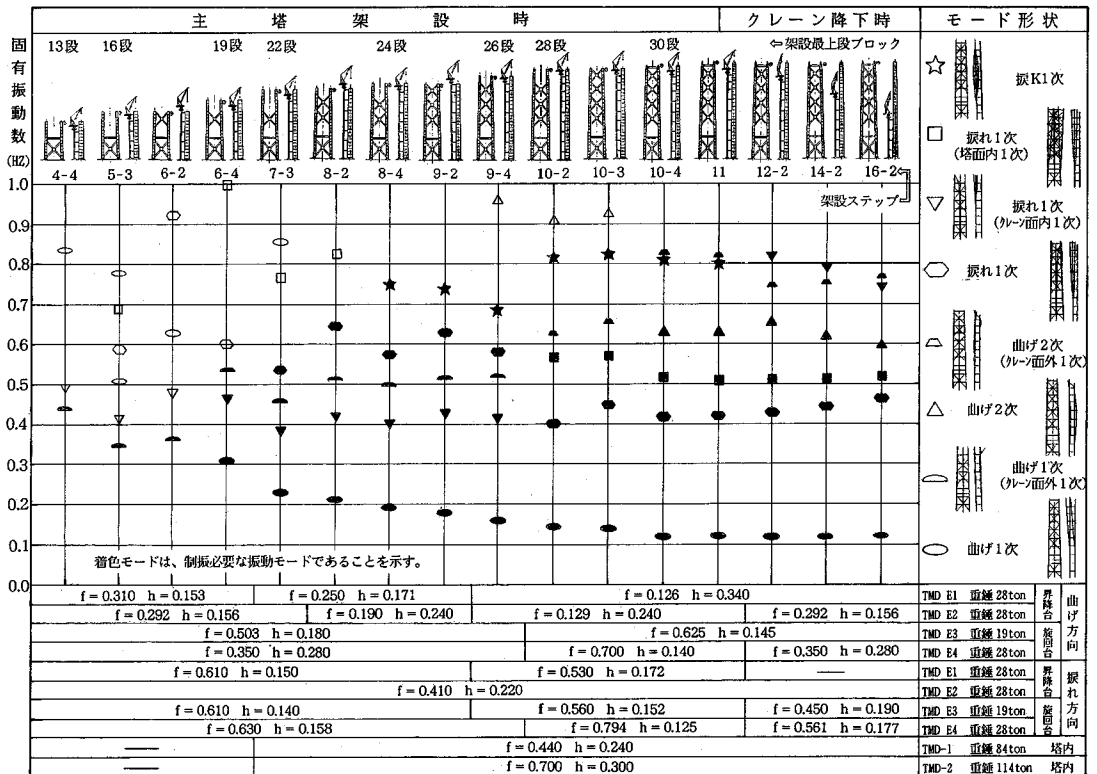 主塔架設時 クレーン降下時 モード形状
固有振動数(HZ)
13段 16段 19段 22段 24段 26段 28段 30段 ⇦架設最上段ブロック
4-4 5-3 6-2 6-4 7-3 8-2 8-4 9-2 9-4 10-2 10-3 10-4 11 12-2 14-2 16-2
架設ステップ
1.0
0.9
0.8
0.7
0.6
0.5
0.4
0.3
0.2
0.1
0.0
着色モードは、制振必要な振動モードであることを示す。
捩K1次
捩れ1次
(塔面内1次)
捩れ1次
(クレーン面内1次)
捩れ1次
曲げ2次
(クレーン面外1次)
曲げ2次
曲げ1次
(クレーン面外1次)
曲げ1次
f=0.310 h=0.153 f=0.250 h=0.171 f=0.126 h=0.340 TMD E1 重錘 28ton 昇降台 曲げ方向
f=0.292 h=0.156 f=0.190 h=0.240 f=0.129 h=0.240 f=0.292 h=0.156 TMD E2 重錘 28ton
f=0.503 h=0.180 f=0.625 h=0.145 TMD E3 重錘 19ton 旋回台
f=0.350 h=0.280 f=0.700 h=0.140 f=0.350 h=0.280 TMD E4 重錘 28ton
f=0.610 h=0.150 f=0.530 h=0.172 — TMD E1 重錘 28ton 昇降台 捩れ方向
f=0.410 h=0.220 TMD E2 重錘 28ton
f=0.610 h=0.140 f=0.560 h=0.152 f=0.450 h=0.190 TMD E3 重錘 19ton 旋回台
f=0.630 h=0.158 f=0.794 h=0.125 f=0.561 h=0.177 TMD E4 重錘 28ton
— f=0.440 h=0.240 TMD-1 重錘 84ton 塔内
— f=0.700 h=0.300 TMD-2 重錘 114ton 塔内